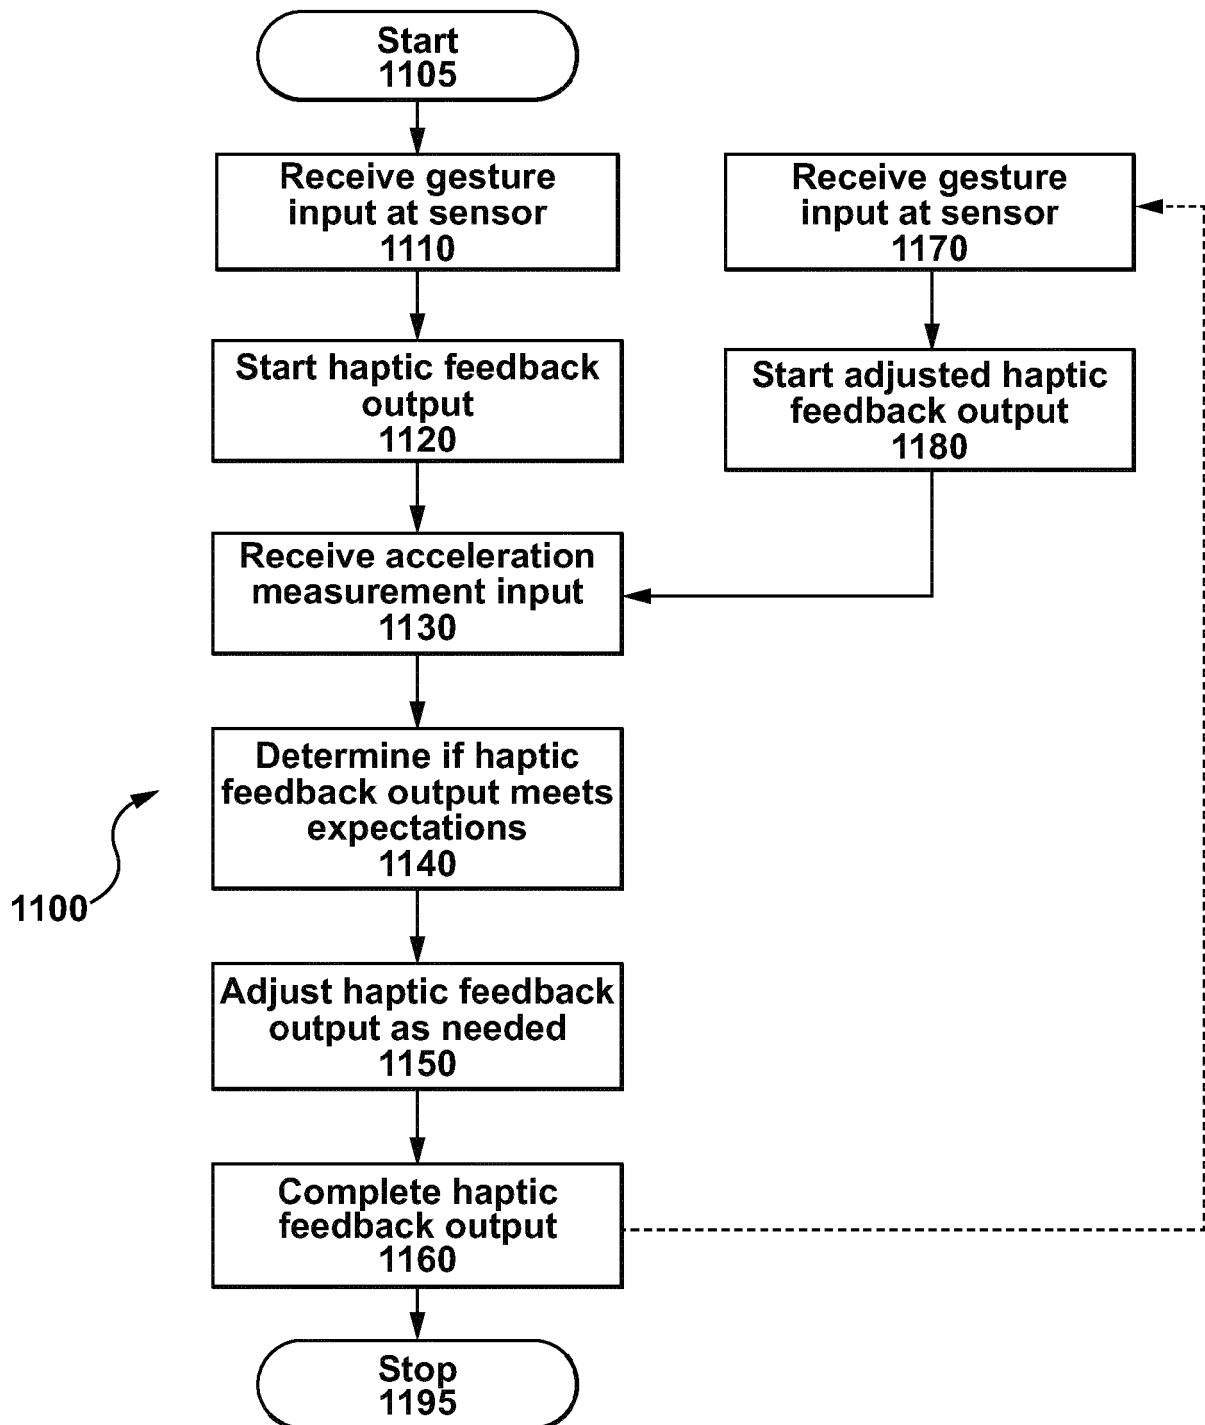 Start
1105
Receive gesture
input at sensor
1110
Receive gesture
input at sensor
1170
Start haptic feedback
output
1120
Start adjusted haptic
feedback output
1180
Receive acceleration
measurement input
1130
Determine if haptic
feedback output meets
expectations
1140
1100
Adjust haptic feedback
output as needed
1150
Complete haptic
feedback output
1160
Stop
1195